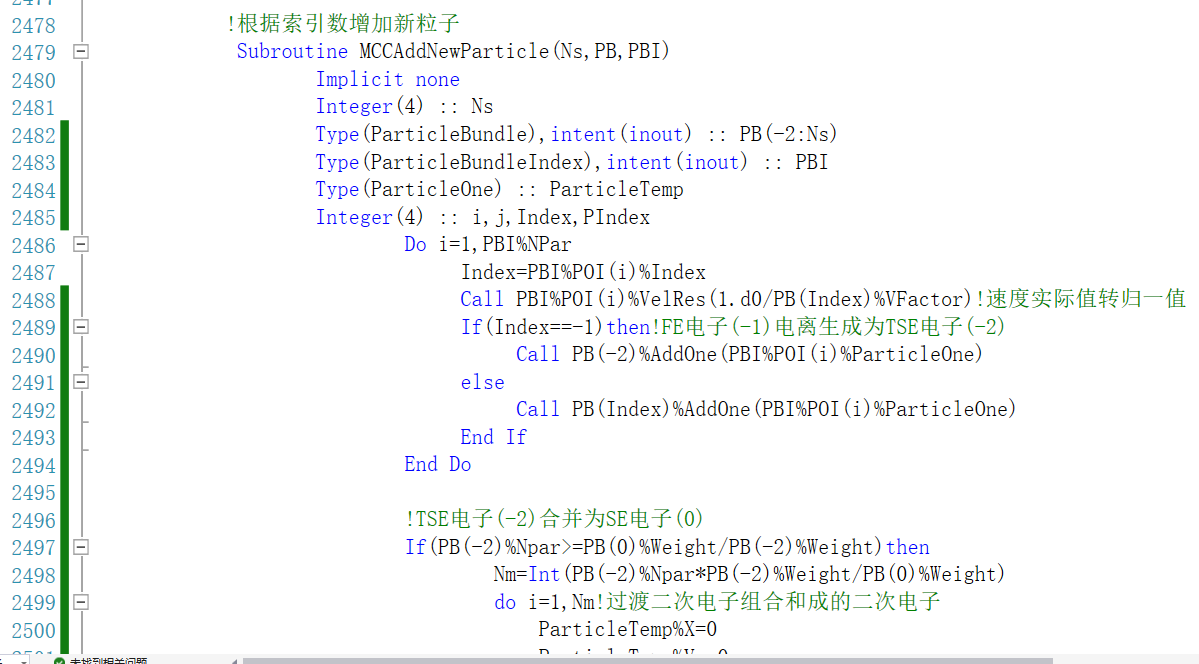 2478 !根据索引数增加新粒子
2479 Subroutine MCCAddNewParticle(Ns,PB,PBI)
2480 Implicit none
2481 Integer(4) :: Ns
2482 Type(ParticleBundle),intent(inout) :: PB(-2:Ns)
2483 Type(ParticleBundleIndex),intent(inout) :: PBI
2484 Type(ParticleOne) :: ParticleTemp
2485 Integer(4) :: i,j,Index,PIndex
2486 Do i=1,PBI%NPar
2487 Index=PBI%POI(i)%Index
2488 Call PBI%POI(i)%VelRes(1.d0/PB(Index)%VFactor)!速度实际值转归一值
2489 If(Index==-1)then!FE电子(-1)电离生成为TSE电子(-2)
2490 Call PB(-2)%AddOne(PBI%POI(i)%ParticleOne)
2491 else
2492 Call PB(Index)%AddOne(PBI%POI(i)%ParticleOne)
2493 End If
2494 End Do
2495
2496 !TSE电子(-2)合并为SE电子(0)
2497 If(PB(-2)%Npar>=PB(0)%Weight/PB(-2)%Weight)then
2498 Nm=Int(PB(-2)%Npar*PB(-2)%Weight/PB(0)%Weight)
2499 do i=1,Nm!过渡二次电子组合和成的二次电子
2500 ParticleTemp%X=0
未找到相关问题